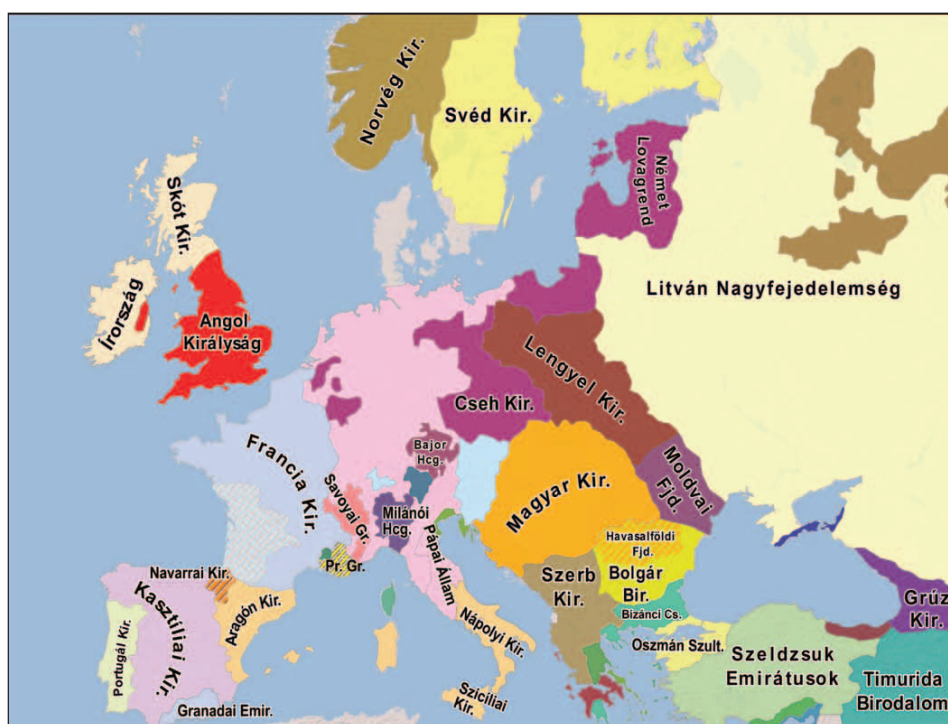 Norvég Kir.
Svéd Kir.
Német
Lovagrend
Skót Kir.
Írország
Angol
Királyság
Litván Nagyfejedelemség
Lengyel Kir.
Cseh Kir.
Francia Kir.
Bajor
Hcg.
Moldvai
Fjd.
Magyar Kir.
Savoyai Gr.
Milánói
Hcg.
Pápai Állam
Havasalföldi
Fjd.
Pr. Gr.
Navarrai Kir.
Szerb
Kir.
Bolgár
Bir.
Bizánci Cs.
Grúz
Kir.
Kasztíliai Kir.
Aragón Kir.
Portugál Kir.
Nápolyi Kir.
Oszmán Szult.
Szeldzsuk
Emirátusok
Timurida
Birodalom
Szicíliai
Kir.
Granadai Emir.